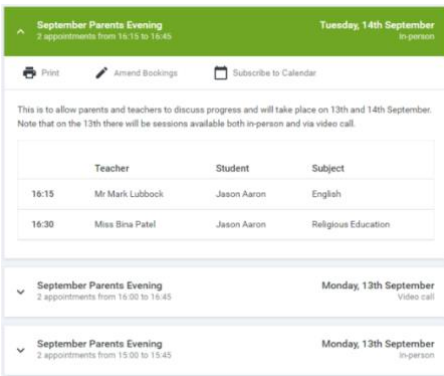 September Parents Evening Tuesday, 14th September
2 appointments from 16:15 to 16:45 In-person
Print Amend Bookings Subscribe to Calendar
This is to allow parents and teachers to discuss progress and will take place on 13th and 14th September.
Note that on the 13th there will be sessions available both in-person and via video call.
Teacher Student Subject
16:15 Mr Mark Lubbock Jason Aaron English
16:30 Miss Bina Patel Jason Aaron Religious Education
September Parents Evening Monday, 13th September
2 appointments from 16:00 to 16:45 Video call
September Parents Evening Monday, 13th September
2 appointments from 15:00 to 15:45 In-person